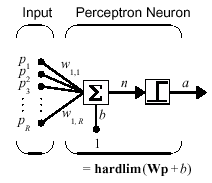 Input Perceptron Neuron
p1
p2
p3
pR
w1,1
w1, R
Σ
n
a
b
1
= hardlim(Wp + b)